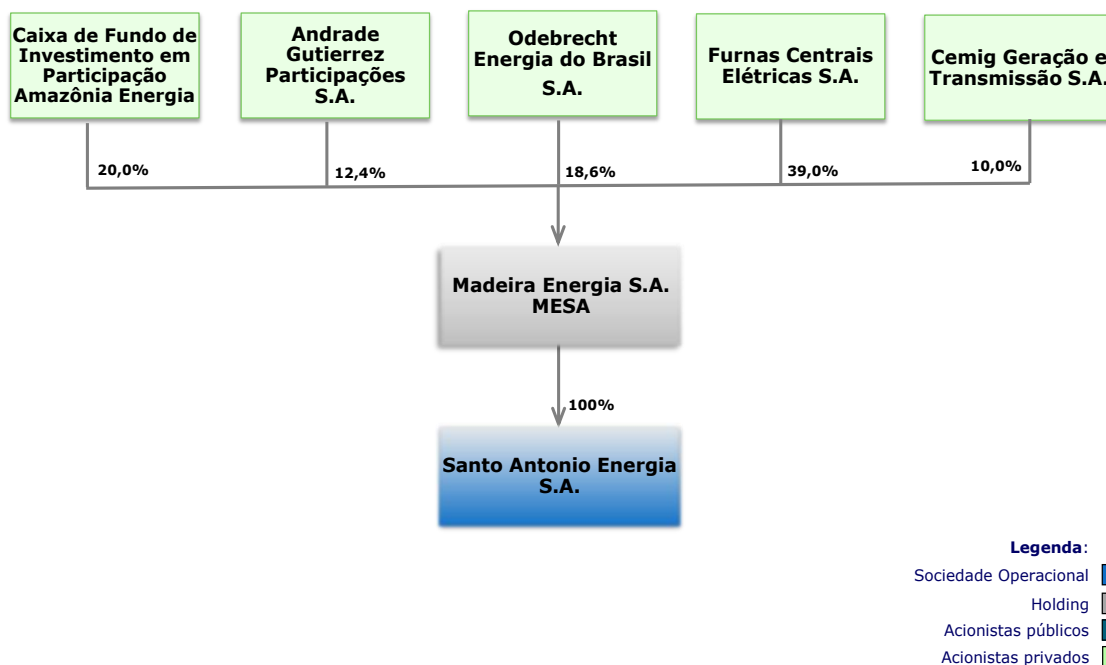 Caixa de Fundo de
Investimento em
Participação
Amazônia Energia
Andrade
Gutierrez
Participações
S.A.
Odebrecht
Energia do Brasil
S.A.
Furnas Centrais
Elétricas S.A.
Cemig Geração e
Transmissão S.A.
20,0%
12,4%
18,6%
39,0%
10,0%
Madeira Energia S.A.
MESA
100%
Santo Antonio Energia
S.A.
Legenda:
Sociedade Operacional
Holding
Acionistas públicos
Acionistas privados